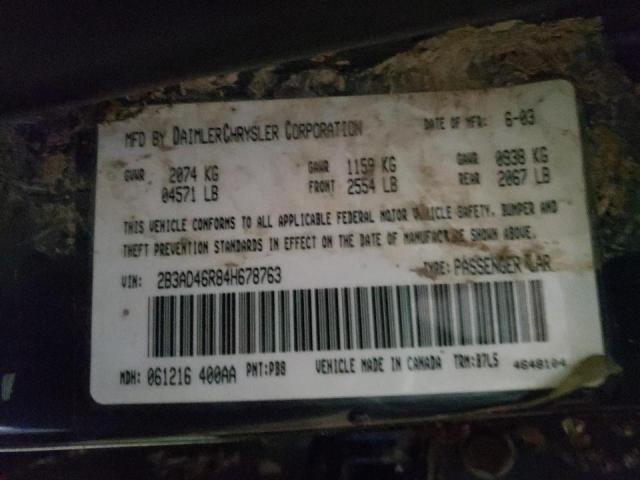 MFD BY DAIMLERCHRYSLER CORPORATION DATE OF MFD: 6-03
GVWR 2074 KG GAWR 1159 KG GAWR 0938 KG
04571 LB FRONT 2554 LB REAR 2067 LB
THIS VEHICLE CONFORMS TO ALL APPLICABLE FEDERAL MOTOR VEHICLE SAFETY, BUMPER AND
THEFT PREVENTION STANDARDS IN EFFECT ON THE DATE OF MANUFACTURE SHOWN ABOVE.
VIN: 2B3AD46R84H678763 TYPE: PASSENGER CAR
MDH: 061216 400AA PNT:PB8 VEHICLE MADE IN CANADA TRM:B7L5 4648104